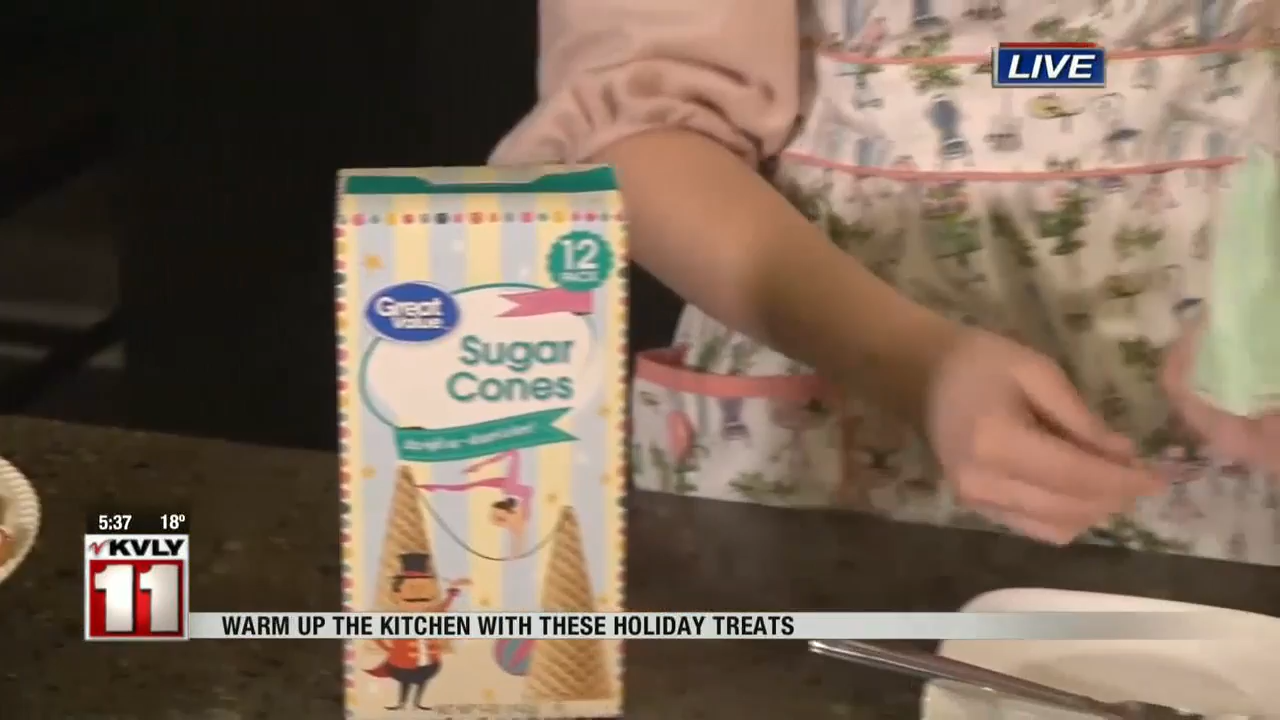 LIVE
12
PACK
Great
Value
Sugar
Cones
5:37 18°
KVLY
11
WARM UP THE KITCHEN WITH THESE HOLIDAY TREATS